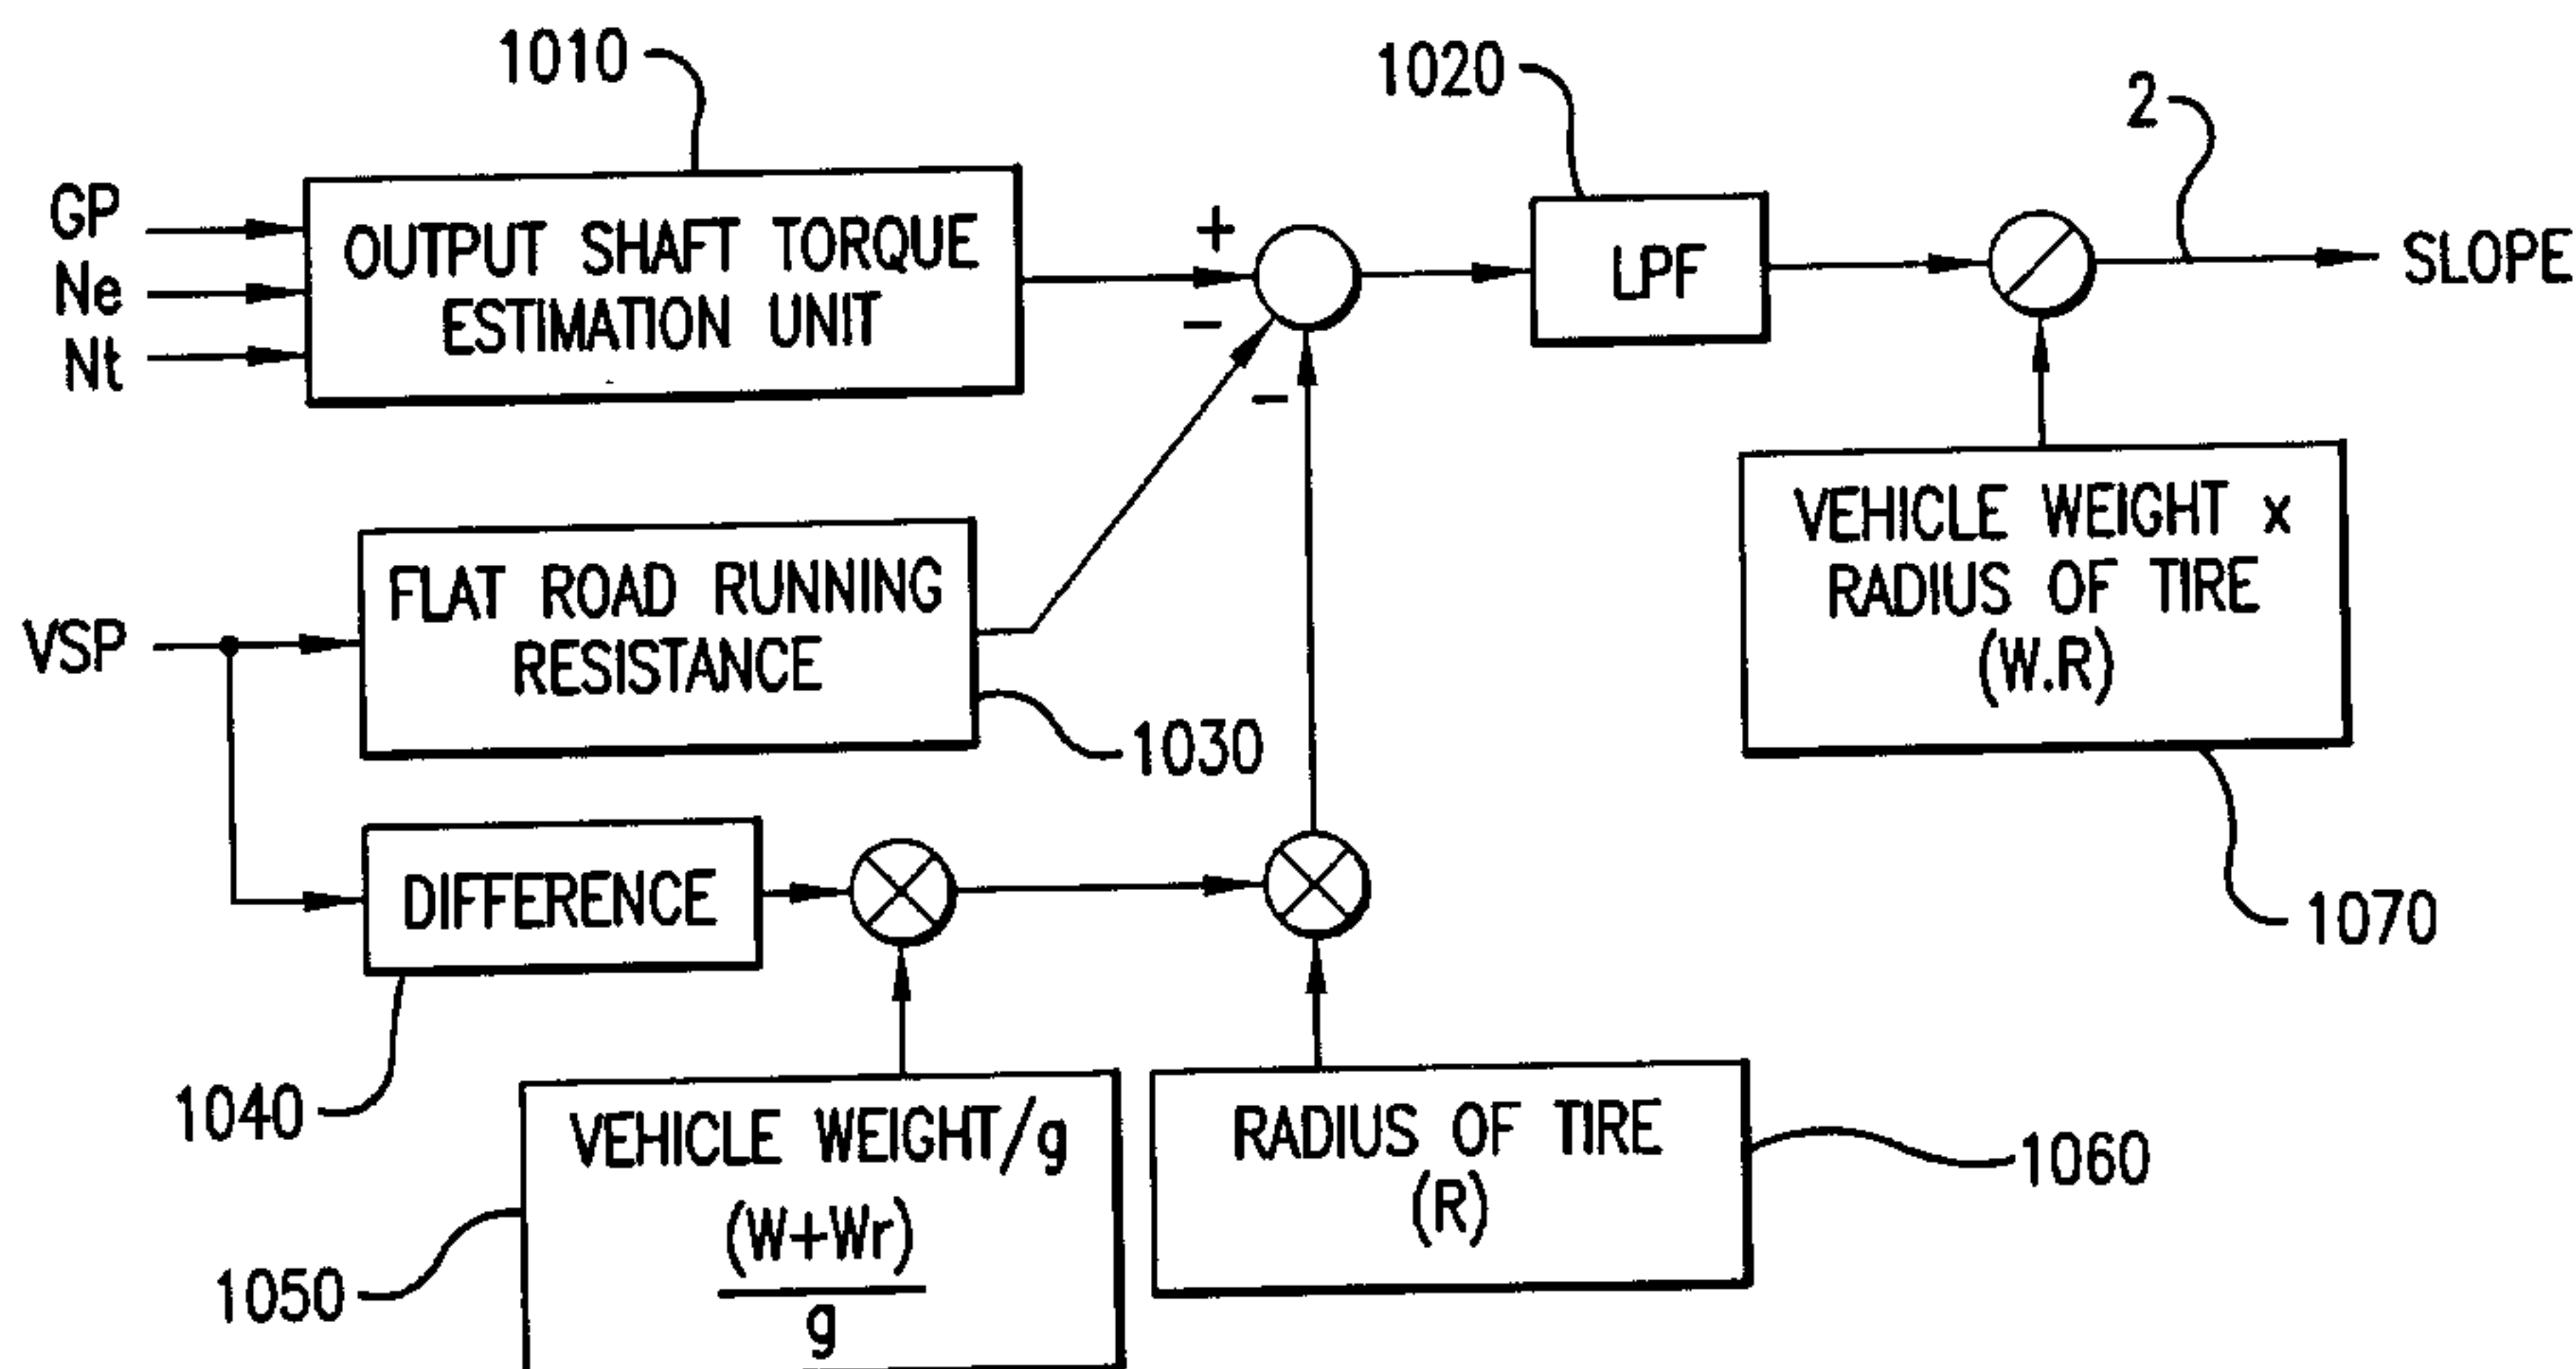 1010
1020
2
GP
Ne
Nt
OUTPUT SHAFT TORQUE
ESTIMATION UNIT
+
−
−
LPF
SLOPE
VEHICLE WEIGHT x
RADIUS OF TIRE
(W.R)
1070
VSP
FLAT ROAD RUNNING
RESISTANCE
1030
DIFFERENCE
1040
VEHICLE WEIGHT/g
(W+Wr)
g
1050
RADIUS OF TIRE
(R)
1060